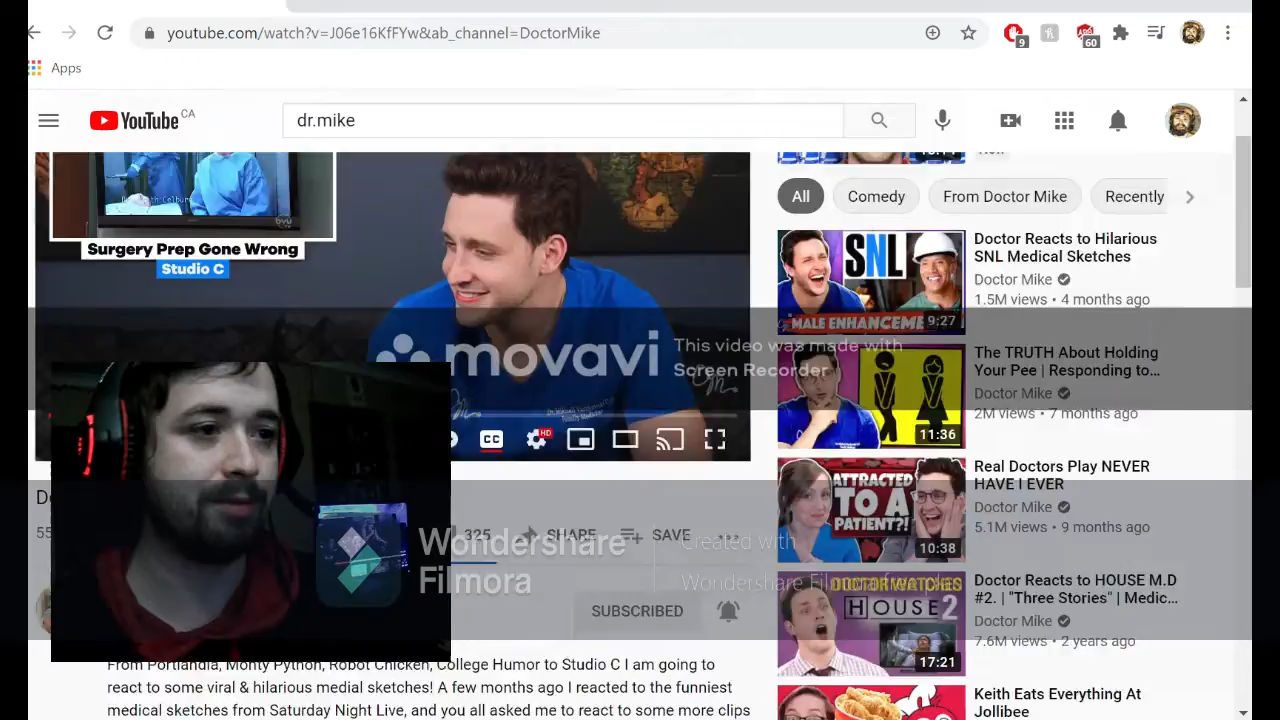 youtube.com/watch?v=J06e16KfFYw&ab_channel=DoctorMike
9
60
Apps
YouTube CA
dr.mike
All
Comedy
From Doctor Mike
Recently
byu
Surgery Prep Gone Wrong
Studio C
SNL
MALE ENHANCEME
9:27
Doctor Reacts to Hilarious
SNL Medical Sketches
Doctor Mike
1.5M views • 4 months ago
movavi
This video was made with
Screen Recorder
11:36
The TRUTH About Holding
Your Pee | Responding to...
Doctor Mike
2M views • 7 months ago
CC
HD
ATTRACTED
TO A
PATIENT?!
10:38
Real Doctors Play NEVER
HAVE I EVER
Doctor Mike
5.1M views • 9 months ago
325
SHARE
SAVE
Wondershare
Filmora
Created with
Wondershare
SUBSCRIBED
DOCTOR WATCHES
HOUSE
2
17:21
Doctor Reacts to HOUSE M.D
#2. | "Three Stories" | Medic...
Doctor Mike
7.6M views • 2 years ago
From Portlandia, Monty Python, Robot Chicken, College Humor to Studio C I am going to
react to some viral & hilarious medial sketches! A few months ago I reacted to the funniest
medical sketches from Saturday Night Live, and you all asked me to react to some more clips
Keith Eats Everything At
Jollibee